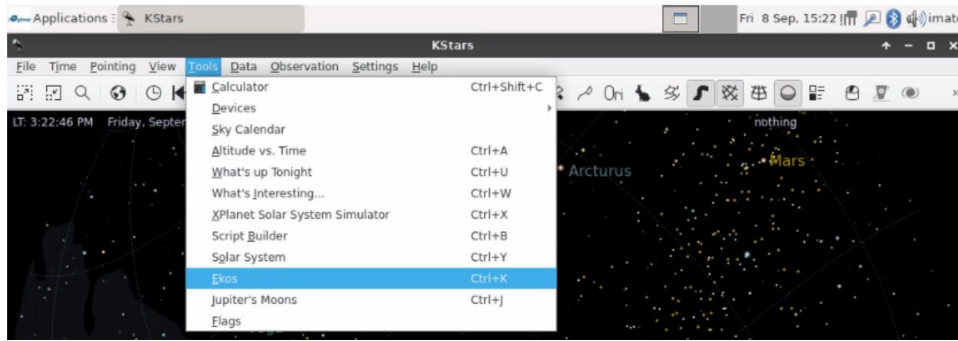 Applications KStars Fri 8 Sep, 15:22 imat
KStars
File Time Pointing View Tools Data Observation Settings Help
Ori
LT: 3:22:46 PM Friday, Septer nothing
Calculator Ctrl+Shift+C
Devices
Sky Calendar
Altitude vs. Time Ctrl+A
What's up Tonight Ctrl+U
What's Interesting... Ctrl+W
XPlanet Solar System Simulator Ctrl+X
Script Builder Ctrl+B
Solar System Ctrl+Y
Ekos Ctrl+K
Jupiter's Moons Ctrl+J
Flags
Arcturus
Mars